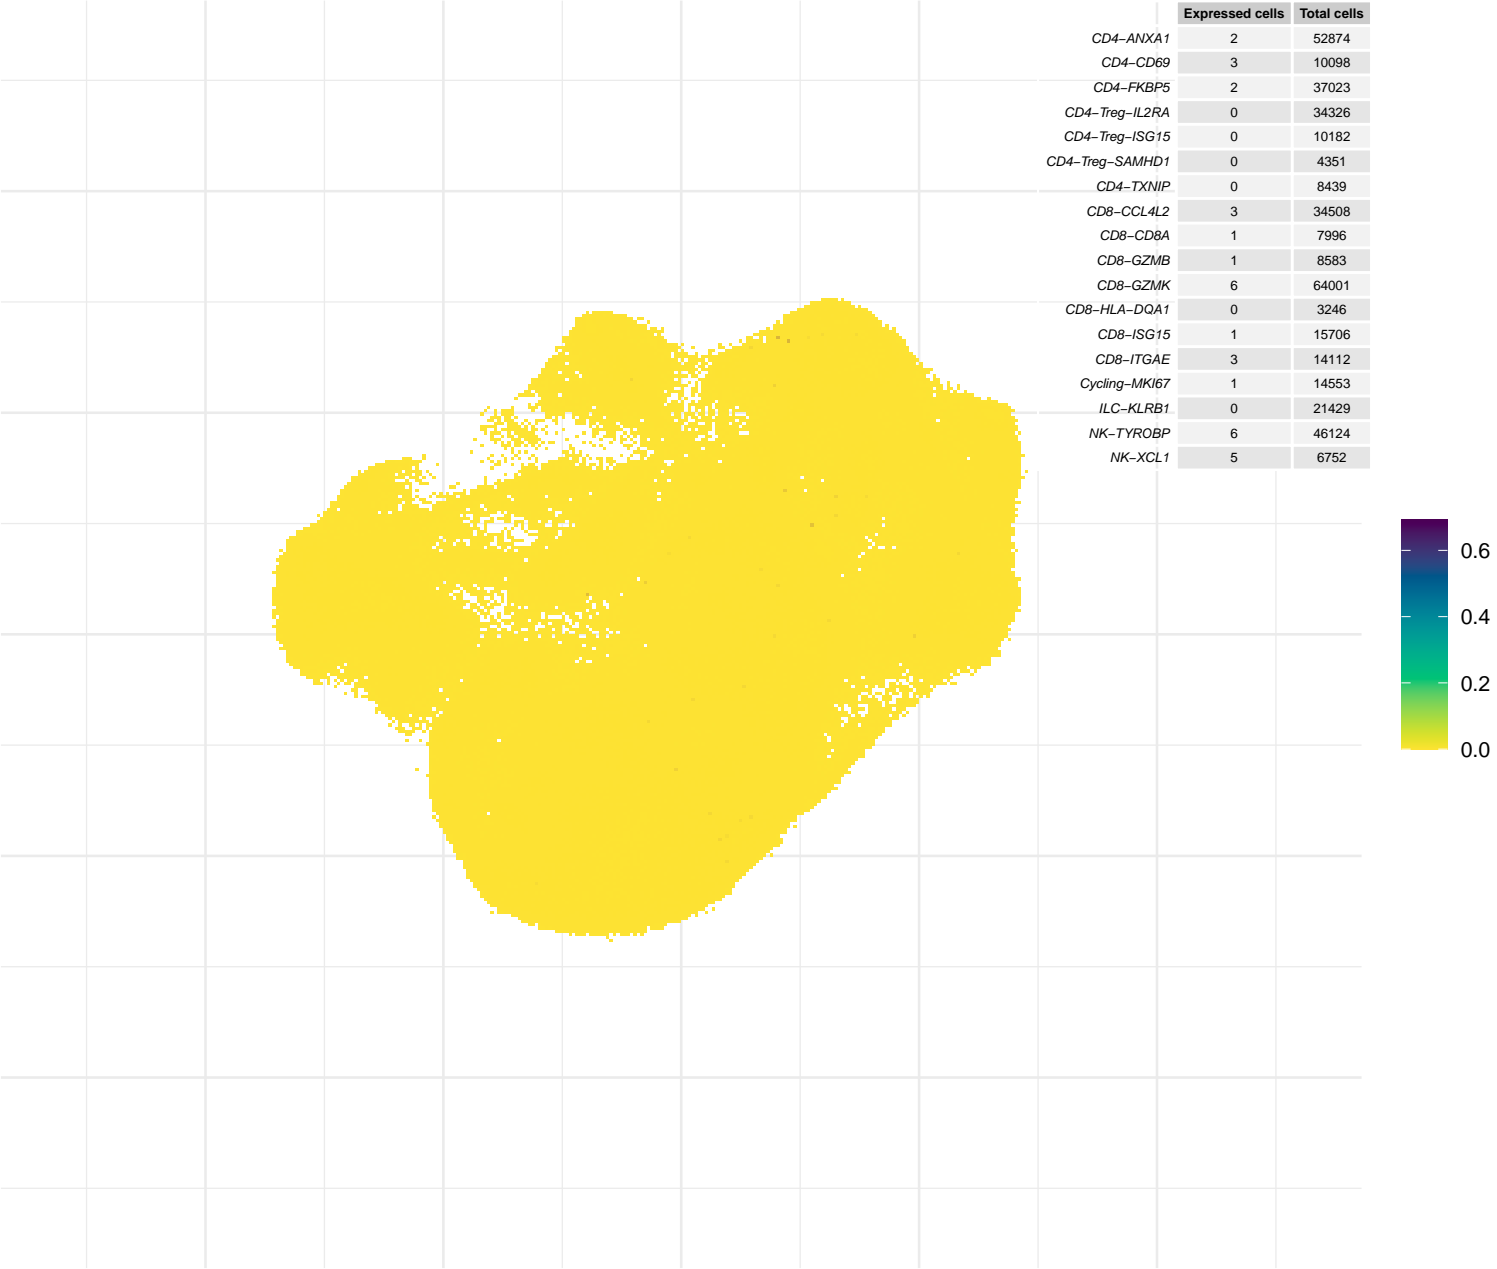 Expressed cells Total cells
CD4−ANXA1 2 52874
CD4−CD69 3 10098
CD4−FKBP5 2 37023
CD4−Treg−IL2RA 0 34326
CD4−Treg−ISG15 0 10182
CD4−Treg−SAMHD1 0 4351
CD4−TXNIP 0 8439
CD8−CCL4L2 3 34508
CD8−CD8A 1 7996
CD8−GZMB 1 8583
CD8−GZMK 6 64001
CD8−HLA−DQA1 0 3246
CD8−ISG15 1 15706
CD8−ITGAE 3 14112
Cycling−MKI67 1 14553
ILC−KLRB1 0 21429
NK−TYROBP 6 46124
NK−XCL1 5 6752
0.6
0.4
0.2
0.0